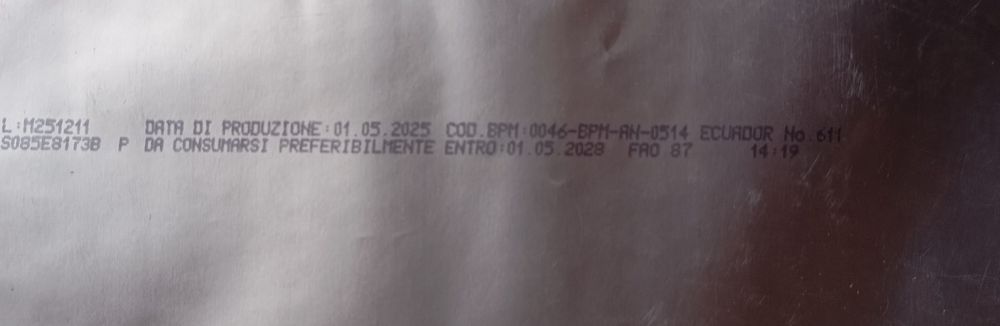 L:M251211 DATA DI PRODUZIONE:01.05.2025 COD.BPM:0046-BPM-AN-0514 ECUADOR No.611
S085E8173B P DA CONSUMARSI PREFERIBILMENTE ENTRO:01.05.2028 FAO 87 14:19